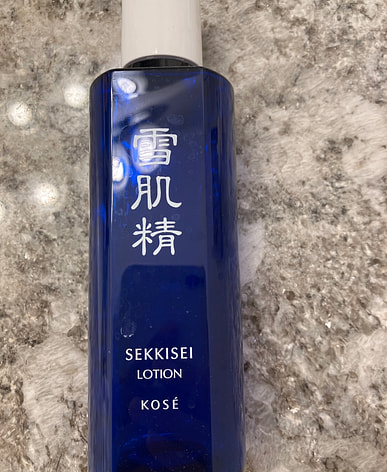 雪
肌
精
SEKKISEI
LOTION
KOSÉ